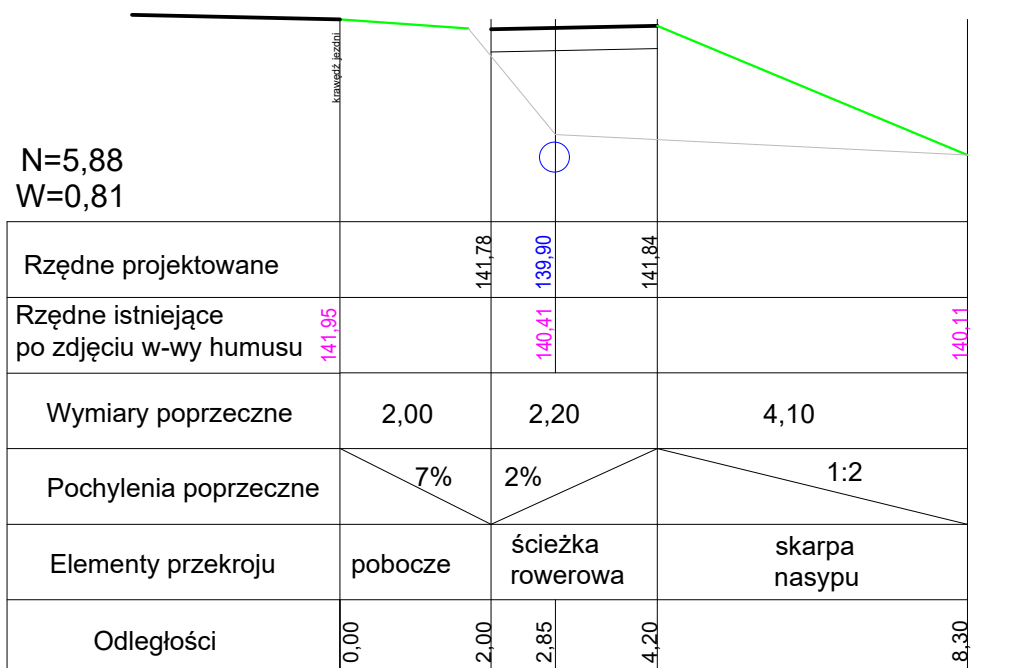 krawędź jezdni
N=5,88
W=0,81
Rzędne projektowane
141,78
139,90
141,84
Rzędne istniejące
po zdjęciu w-wy humusu
141,95
140,41
140,11
Wymiary poprzeczne
2,00
2,20
4,10
Pochylenia poprzeczne
7%
2%
1:2
Elementy przekroju
pobocze
ścieżka
rowerowa
skarpa
nasypu
Odległości
0,00
2,00
2,85
4,20
8,30